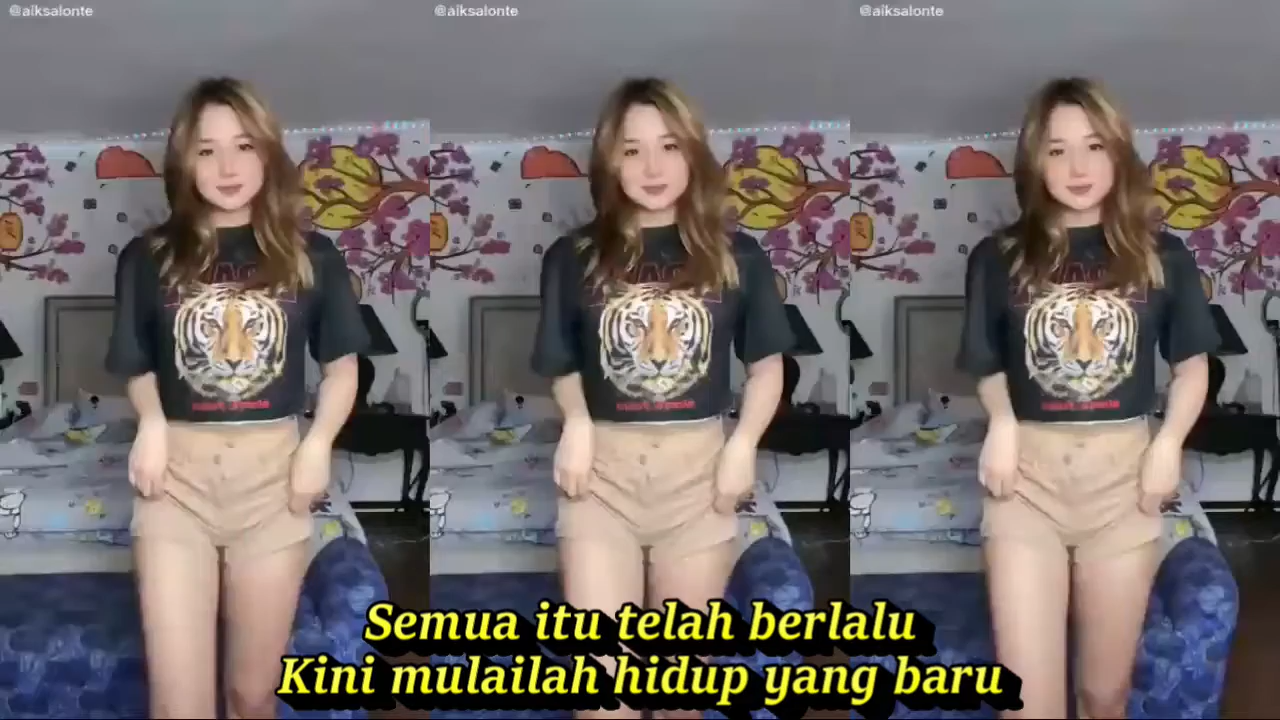 @aiksalonte @aiksalonte @aiksalonte
Semua itu telah berlalu
Kini mulailah hidup yang baru